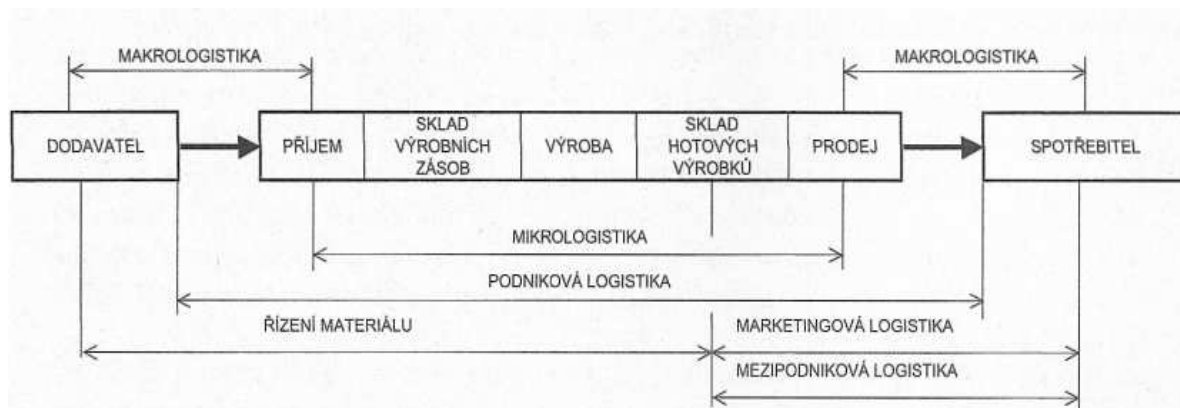 MAKROLOGISTIKA
MAKROLOGISTIKA
DODAVATEL
PŘÍJEM
SKLAD
VÝROBNÍCH
ZÁSOB
VÝROBA
SKLAD
HOTOVÝCH
VÝROBKŮ
PRODEJ
SPOTŘEBITEL
MIKROLOGISTIKA
PODNIKOVÁ LOGISTIKA
ŘÍZENÍ MATERIÁLU
MARKETINGOVÁ LOGISTIKA
MEZIPODNIKOVÁ LOGISTIKA